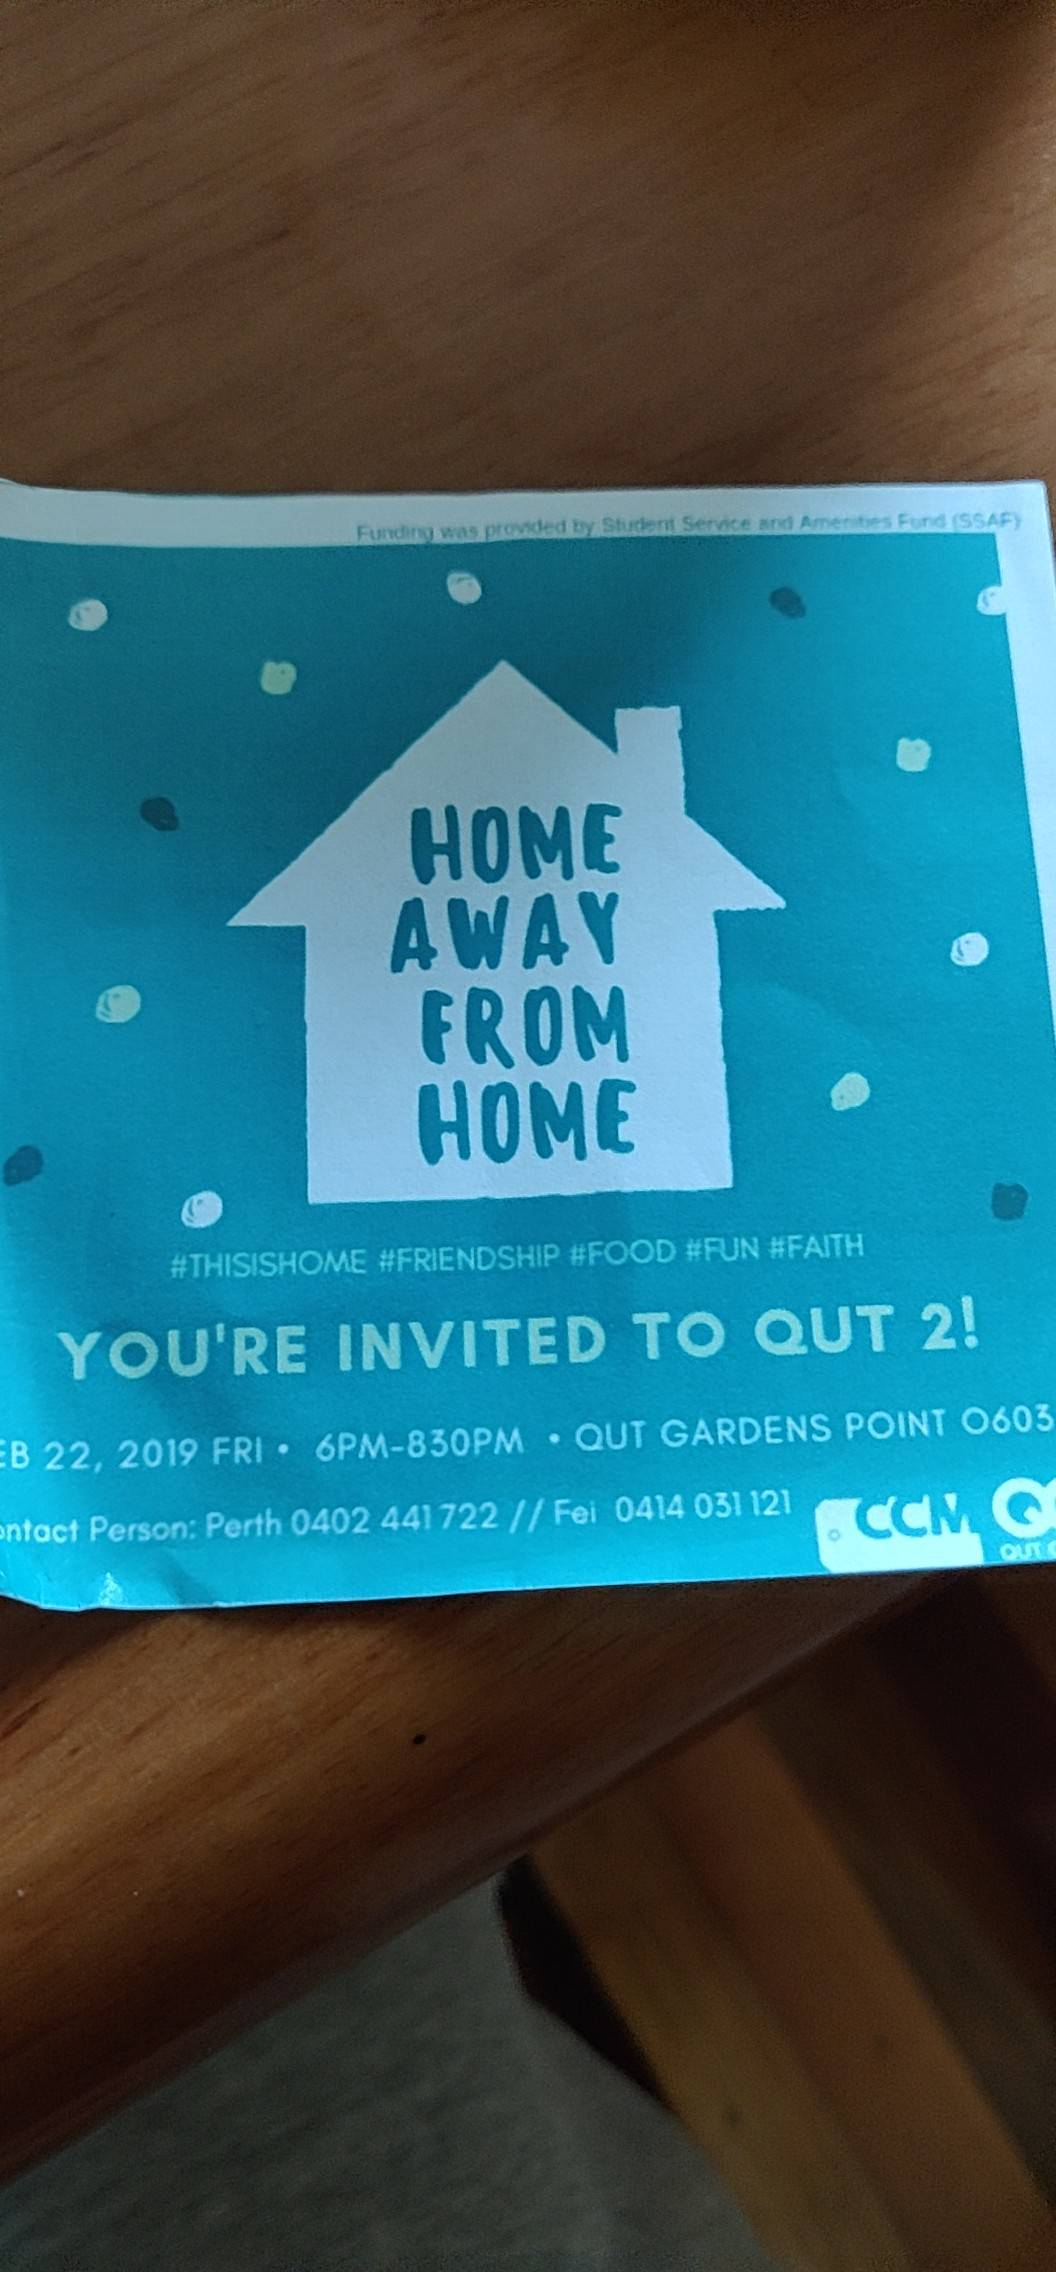 Funding was provided by Student Service and Amenities Fund (SSAF)
HOME
AWAY
FROM
HOME
#THISISHOME #FRIENDSHIP #FOOD #FUN #FAITH
YOU'RE INVITED TO QUT 2!
EB 22, 2019 FRI • 6PM-830PM • QUT GARDENS POINT O603
ontact Person: Perth 0402 441 722 // Fei 0414 031 121
CCM
QUT